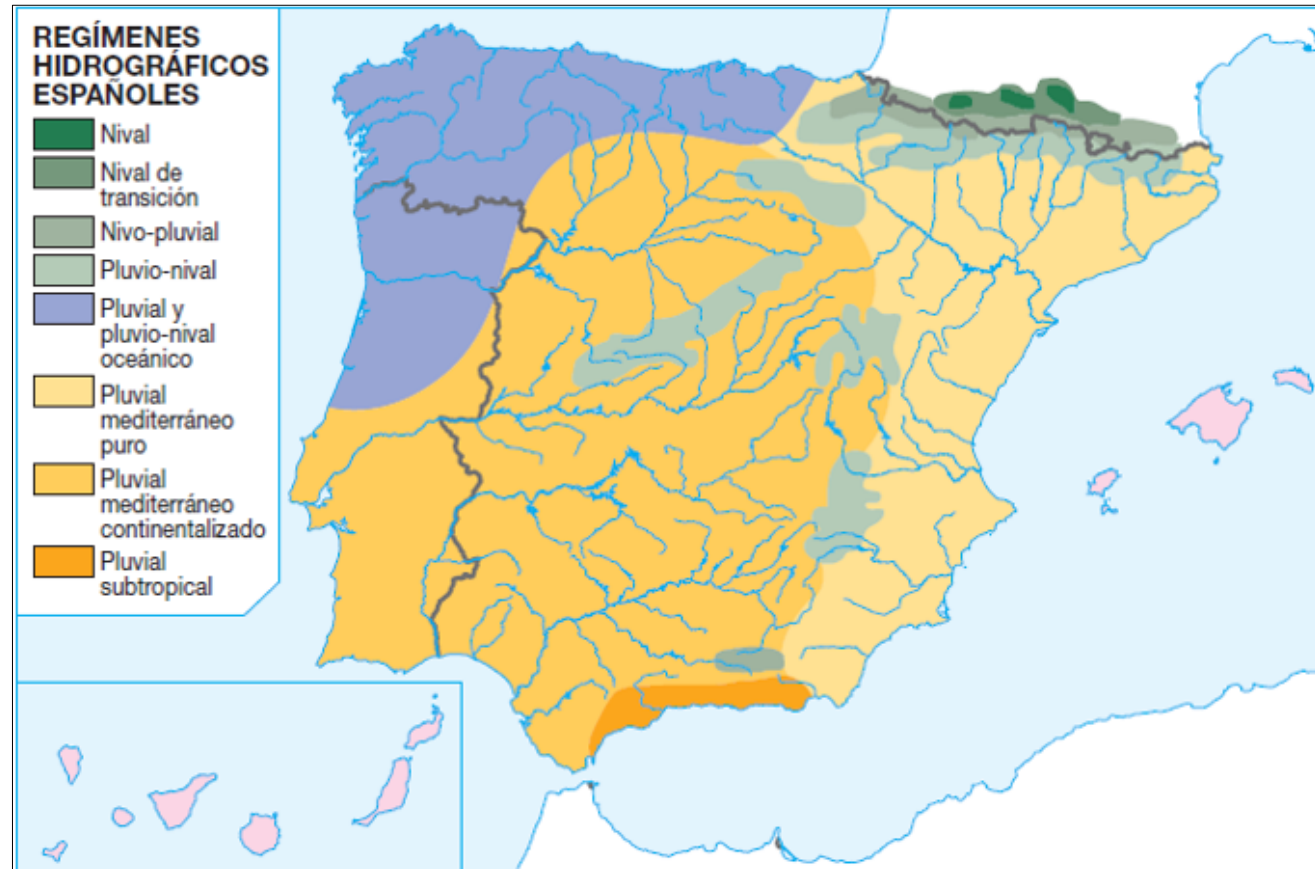 REGÍMENES
HIDROGRÁFICOS
ESPAÑOLES
Nival
Nival de
transición
Nivo-pluvial
Pluvio-nival
Pluvial y
pluvio-nival
oceánico
Pluvial
mediterráneo
puro
Pluvial
mediterráneo
continentalizado
Pluvial
subtropical